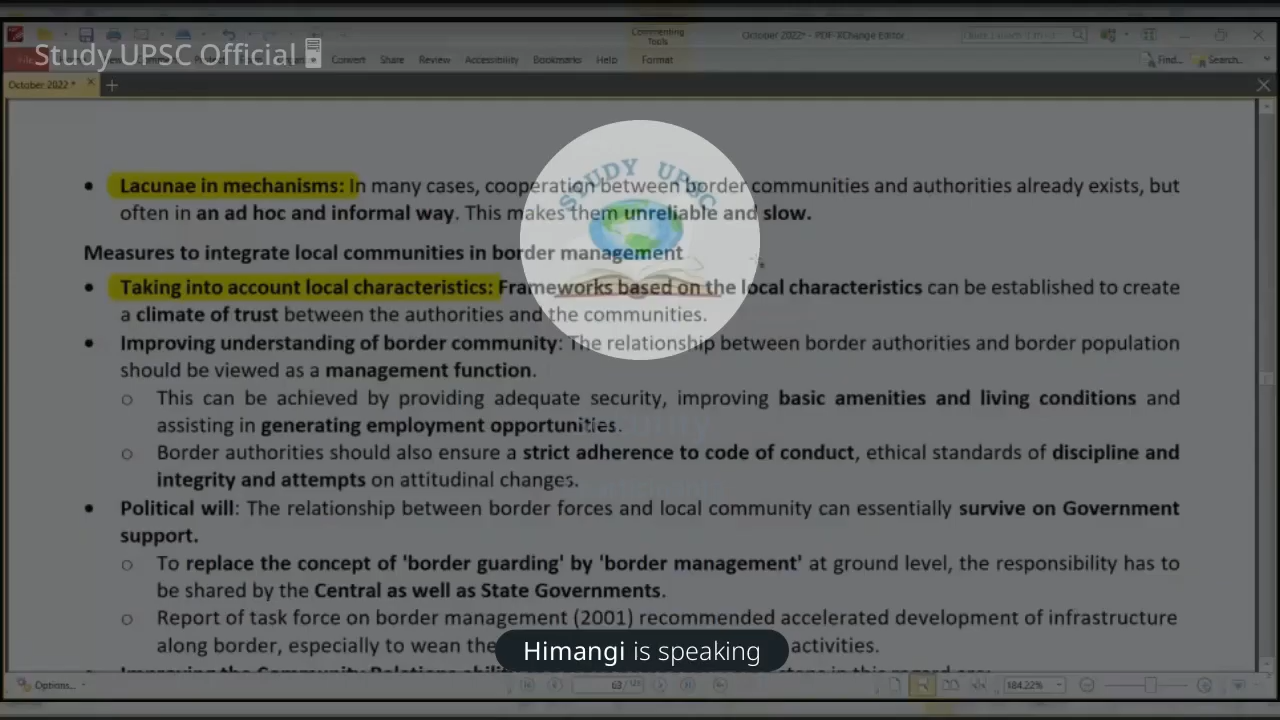 Commenting Tools
October 2022* - PDF-XChange Editor
Study UPSC Official
Convert Share Review Accessibility Bookmarks Help Format
Find... Search...
October 2022 *
• Lacunae in mechanisms: In many cases, cooperation between border communities and authorities already exists, but
often in an ad hoc and informal way. This makes them unreliable and slow.
STUDY UPSC
Measures to integrate local communities in border management
• Taking into account local characteristics: Frameworks based on the local characteristics can be established to create
a climate of trust between the authorities and the communities.
• Improving understanding of border community: The relationship between border authorities and border population
should be viewed as a management function.
o This can be achieved by providing adequate security, improving basic amenities and living conditions and
assisting in generating employment opportunities.
o Border authorities should also ensure a strict adherence to code of conduct, ethical standards of discipline and
integrity and attempts on attitudinal changes.
• Political will: The relationship between border forces and local community can essentially survive on Government
support.
o To replace the concept of 'border guarding' by 'border management' at ground level, the responsibility has to
be shared by the Central as well as State Governments.
o Report of task force on border management (2001) recommended accelerated development of infrastructure
along border, especially to wean the activities.
Himangi is speaking
Options...
63 / 123
184.22%